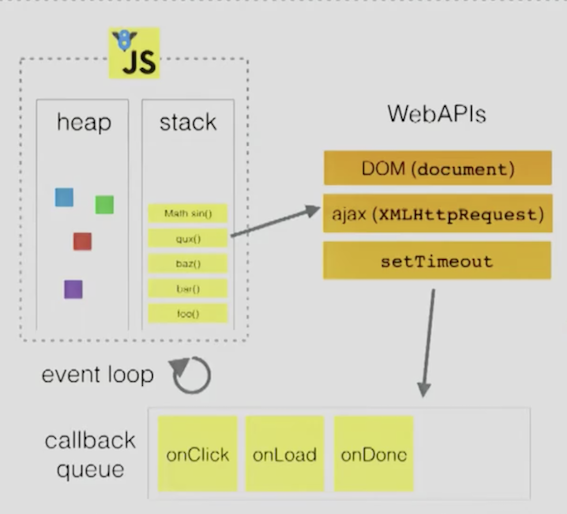 JS
heap
stack
WebAPIs
DOM (document)
ajax (XMLHttpRequest)
setTimeout
Math sin()
qux()
baz()
bar()
foo()
event loop
callback
queue
onClick
onLoad
onDone